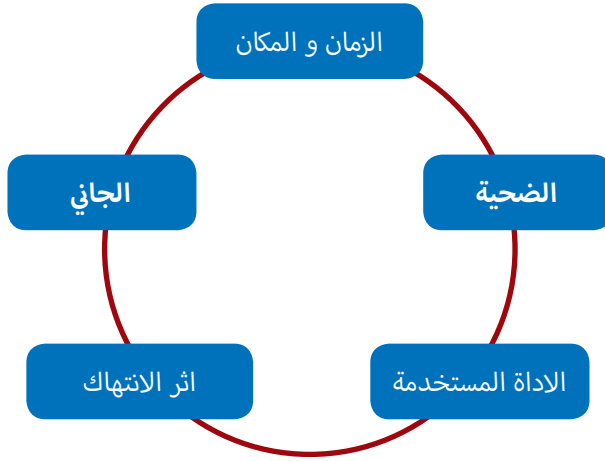 الزمان و المكان
الضحية
الجاني
الاداة المستخدمة
اثر الانتهاك